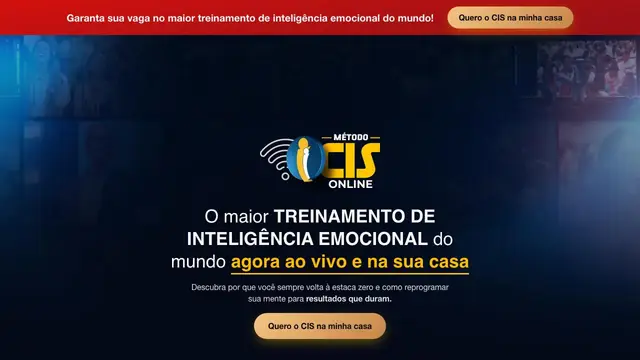 Garanta sua vaga no maior treinamento de inteligência emocional do mundo!
Quero o CIS na minha casa
MÉTODO
CIS
ONLINE
O maior TREINAMENTO DE
INTELIGÊNCIA EMOCIONAL do
mundo agora ao vivo e na sua casa
Descubra por que você sempre volta à estaca zero e como reprogramar
sua mente para resultados que duram.
Quero o CIS na minha casa